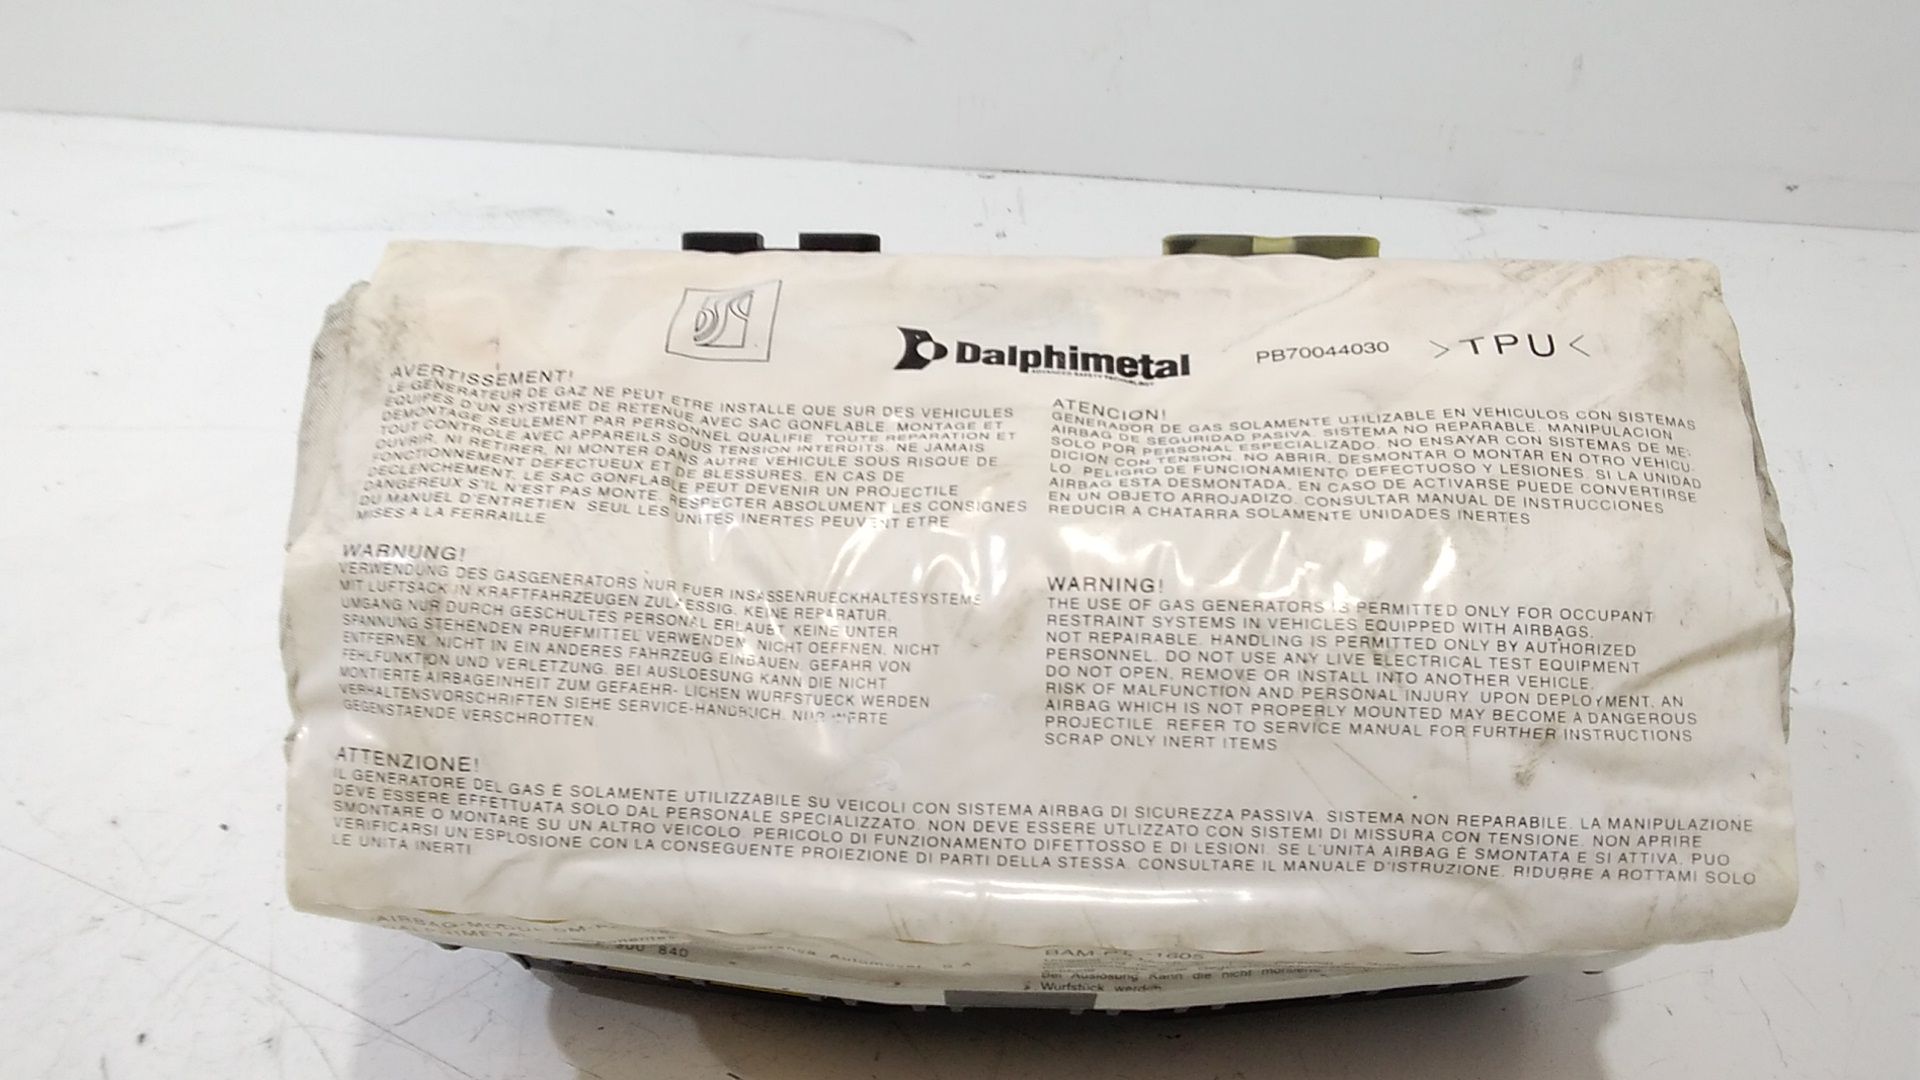 Dalphimetal
PB70044030 >TPU<
AVERTISSEMENT!
LE GENERATEUR DE GAZ NE PEUT ETRE INSTALLE QUE SUR DES VEHICULES
EQUIPES D'UN SYSTEME DE RETENUE AVEC SAC GONFLABLE. MONTAGE ET
DEMONTAGE SEULEMENT PAR PERSONNEL QUALIFIE. TOUTE REPARATION ET
TOUT CONTROLE AVEC APPAREILS SOUS TENSION INTERDITS. NE JAMAIS
OUVRIR, NI RETIRER, NI MONTER DANS AUTRE VEHICULE SOUS RISQUE DE
FONCTIONNEMENT DEFECTUEUX ET DE BLESSURES. EN CAS DE
DECLENCHEMENT, LE SAC GONFLABLE PEUT DEVENIR UN PROJECTILE
DANGEREUX S'IL N'EST PAS MONTE. RESPECTER ABSOLUMENT LES CONSIGNES
DU MANUEL D'ENTRETIEN. SEUL LES UNITES INERTES PEUVENT ETRE
MISES A LA FERRAILLE
ATENCION!
GENERADOR DE GAS SOLAMENTE UTILIZABLE EN VEHICULOS CON SISTEMAS
AIRBAG DE SEGURIDAD PASIVA. SISTEMA NO REPARABLE. MANIPULACION
SOLO POR PERSONAL ESPECIALIZADO. NO ENSAYAR CON SISTEMAS DE ME-
DICION CON TENSION. NO ABRIR, DESMONTAR O MONTAR EN OTRO VEHICU-
LO. PELIGRO DE FUNCIONAMIENTO DEFECTUOSO Y LESIONES. SI LA UNIDAD
AIRBAG ESTA DESMONTADA, EN CASO DE ACTIVARSE PUEDE CONVERTIRSE
EN UN OBJETO ARROJADIZO. CONSULTAR MANUAL DE INSTRUCCIONES
REDUCIR A CHATARRA SOLAMENTE UNIDADES INERTES
WARNUNG!
VERWENDUNG DES GASGENERATORS NUR FUER INSASSENRUECKHALTESYSTEME
MIT LUFTSACK IN KRAFTFAHRZEUGEN ZULAESSIG. KEINE REPARATUR.
UMGANG NUR DURCH GESCHULTES PERSONAL ERLAUBT KEINE UNTER
SPANNUNG STEHENDEN PRUEFMITTEL VERWENDEN. NICHT OEFFNEN, NICHT
ENTFERNEN, NICHT IN EIN ANDERES FAHRZEUG EINBAUEN. GEFAHR VON
FEHLFUNKTION UND VERLETZUNG. BEI AUSLOESUNG KANN DIE NICHT
MONTIERTE AIRBAGEINHEIT ZUM GEFAEHR- LICHEN WURFSTUECK WERDEN
VERHALTENSVORSCHRIFTEN SIEHE SERVICE-HANDBUCH. NUR INERTE
GEGENSTAENDE VERSCHROTTEN.
WARNING!
THE USE OF GAS GENERATORS IS PERMITTED ONLY FOR OCCUPANT
RESTRAINT SYSTEMS IN VEHICLES EQUIPPED WITH AIRBAGS.
NOT REPAIRABLE. HANDLING IS PERMITTED ONLY BY AUTHORIZED
PERSONNEL. DO NOT USE ANY LIVE ELECTRICAL TEST EQUIPMENT
DO NOT OPEN, REMOVE OR INSTALL INTO ANOTHER VEHICLE.
RISK OF MALFUNCTION AND PERSONAL INJURY. UPON DEPLOYMENT, AN
AIRBAG WHICH IS NOT PROPERLY MOUNTED MAY BECOME A DANGEROUS
PROJECTILE. REFER TO SERVICE MANUAL FOR FURTHER INSTRUCTIONS
SCRAP ONLY INERT ITEMS
ATTENZIONE!
IL GENERATORE DEL GAS É SOLAMENTE UTILIZZABILE SU VEICOLI CON SISTEMA AIRBAG DI SICUREZZA PASSIVA. SISTEMA NON REPARABILE. LA MANIPULAZIONE
DEVE ESSERE EFFETTUATA SOLO DAL PERSONALE SPECIALIZZATO. NON DEVE ESSERE UTLIZZATO CON SISTEMI DI MISSURA CON TENSIONE. NON APRIRE
SMONTARE O MONTARE SU UN ALTRO VEICOLO. PERICOLO DI FUNZIONAMENTO DIFETTOSSO E DI LESIONI. SE L'UNITÀ AIRBAG É SMONTATA E SI ATTIVA, PUO
VERIFICARSI UN'ESPLOSIONE CON LA CONSEGUENTE PROIEZIONE DI PARTI DELLA STESSA. CONSULTARE IL MANUALE D'ISTRUZIONE. RIDURRE A ROTTAMI SOLO
LE UNITA INERTI
840
Bei Auslösung Kann die nicht
Wurfstück werden